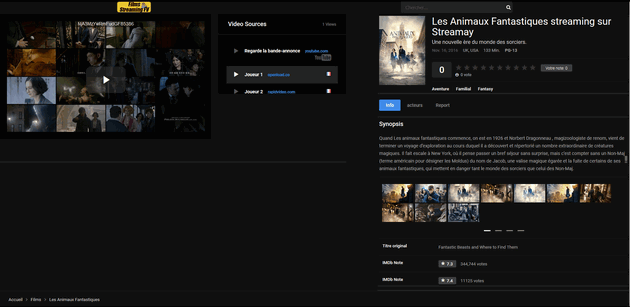 Films
Streaming TV
Chercher...
Video Sources
1 Views
Regarde la bande-annonce
youtube.com
YouTube
Joueur 1
openload.co
Joueur 2
rapidvideo.com
Les Animaux Fantastiques streaming sur
Streamay
Une nouvelle ère du monde des sorciers.
Nov. 16, 2016 UK, USA 133 Min. PG-13
0
0 vote
Votre note: 0
Aventure Familial Fantasy
Info acteurs Report
Synopsis
Quand Les animaux fantastiques commence, on est en 1926 et Norbert Dragonneau, magizoologiste de renom, vient de
terminer un voyage d'exploration au cours duquel il a découvert et répertorié un nombre extraordinaire de créatures
magiques. Il fait escale à New York, où il pense passer un bref séjour sans surprise, mais c'est compter sans un Non-Maj
(terme américain pour désigner les Moldus) du nom de Jacob, une valise magique égarée et la fuite de certains de ses
animaux fantastiques, qui mettent en danger tant le monde des sorciers que celui des Non-Maj.
Titre original Fantastic Beasts and Where to Find Them
IMDb Note 7.3 344,744 votes
IMDb Note 7.4 11125 votes
Accueil Films Les Animaux Fantastiques